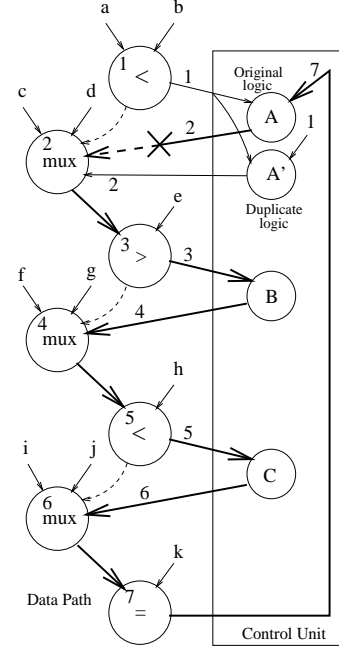 a b
1 <
1
Original
logic
7
c d
A
2
1
2
mux
2
A'
Duplicate
logic
e
3 >
3
f g
B
4
4
mux
h
5 <
5
i j
C
6
6
mux
k
Data Path
7 =
Control Unit